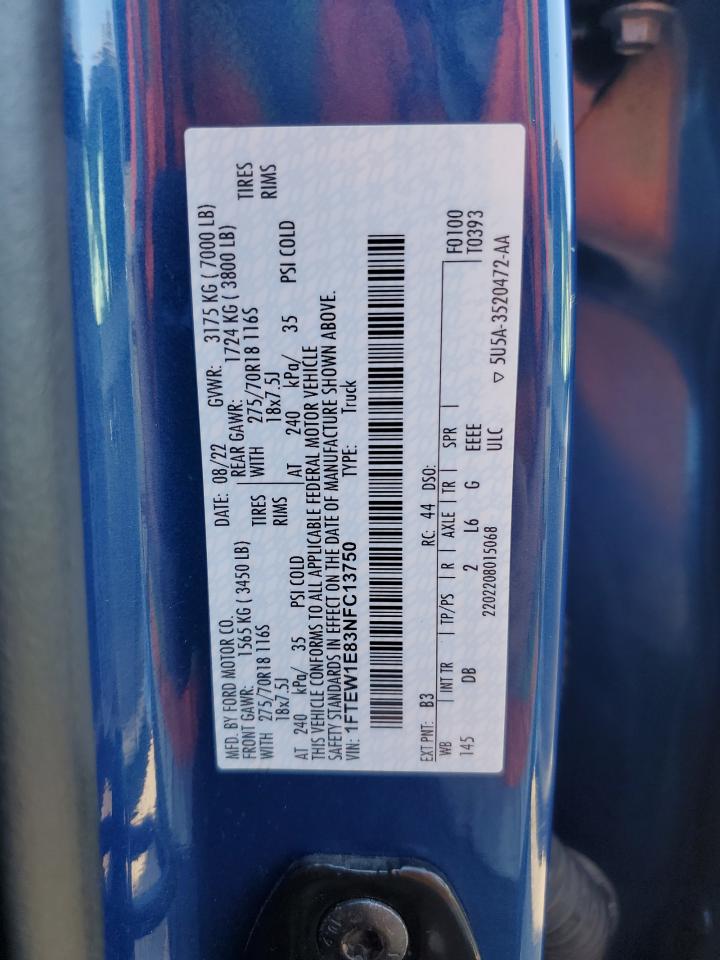 MFD. BY FORD MOTOR CO. DATE: 08/22 GVWR: 3175 KG ( 7000 LB)
FRONT GAWR: 1565 KG ( 3450 LB) REAR GAWR: 1724 KG ( 3800 LB)
WITH 275/70R18 116S TIRES WITH 275/70R18 116S TIRES
18x7.5J RIMS 18x7.5J RIMS
AT 240 kPa/ 35 PSI COLD AT 240 kPa/ 35 PSI COLD
THIS VEHICLE CONFORMS TO ALL APPLICABLE FEDERAL MOTOR VEHICLE
SAFETY STANDARDS IN EFFECT ON THE DATE OF MANUFACTURE SHOWN ABOVE.
VIN: 1FTEW1E83NFC13750 TYPE: Truck
EXT PNT: B3 RC: 44 DSO: F0100
WB INT TR TP/PS R AXLE TR SPR T0393
145 DB 2 L6 G EEEE
2202208015068 ULC
▽ 5U5A-3520472-AA
10.9